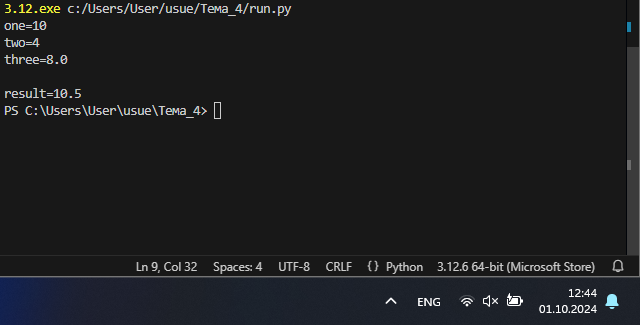 3.12.exe c:/Users/User/usue/Тема_4/run.py
one=10
two=4
three=8.0
result=10.5
PS C:\Users\User\usue\Тема_4>
Ln 9, Col 32 Spaces: 4 UTF-8 CRLF {} Python 3.12.6 64-bit (Microsoft Store)
ENG 12:44
01.10.2024